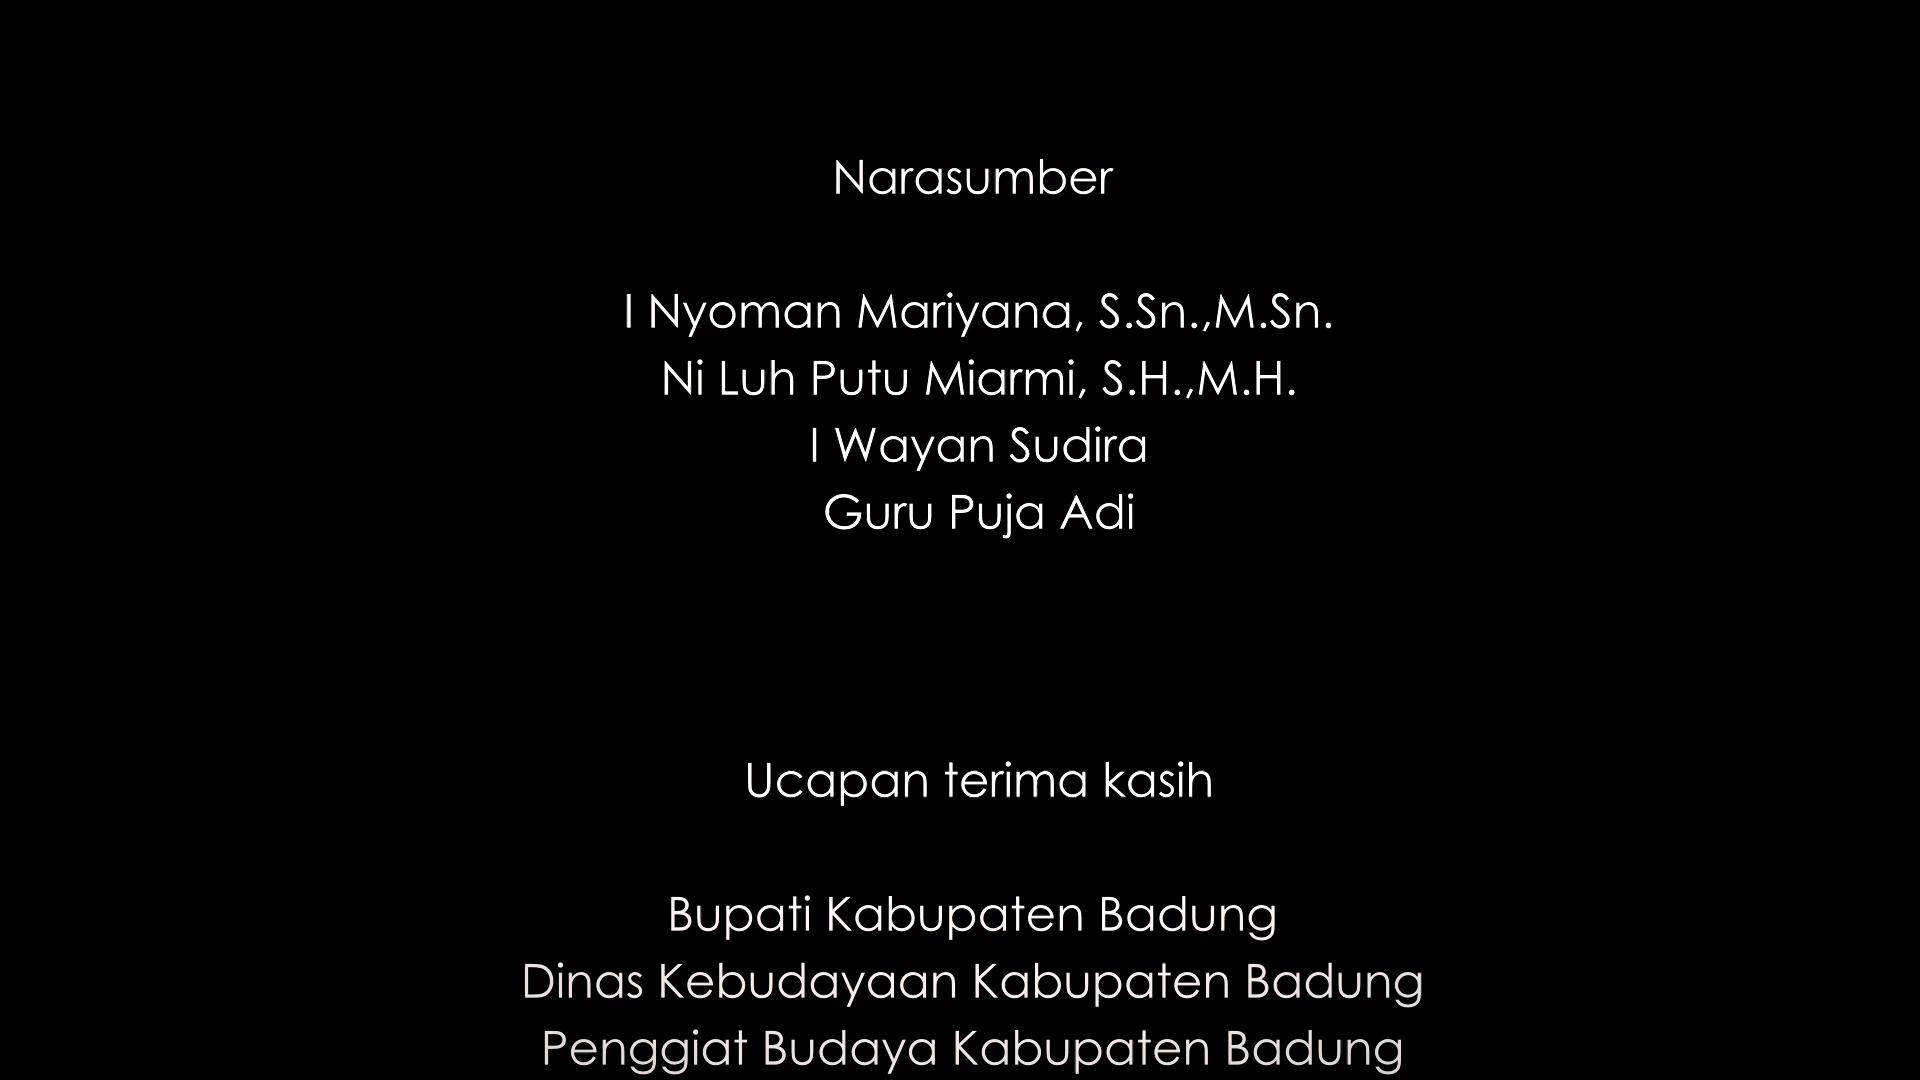 Narasumber
I Nyoman Mariyana, S.Sn.,M.Sn.
Ni Luh Putu Miarmi, S.H.,M.H.
I Wayan Sudira
Guru Puja Adi
Ucapan terima kasih
Bupati Kabupaten Badung
Dinas Kebudayaan Kabupaten Badung
Penggiat Budaya Kabupaten Badung